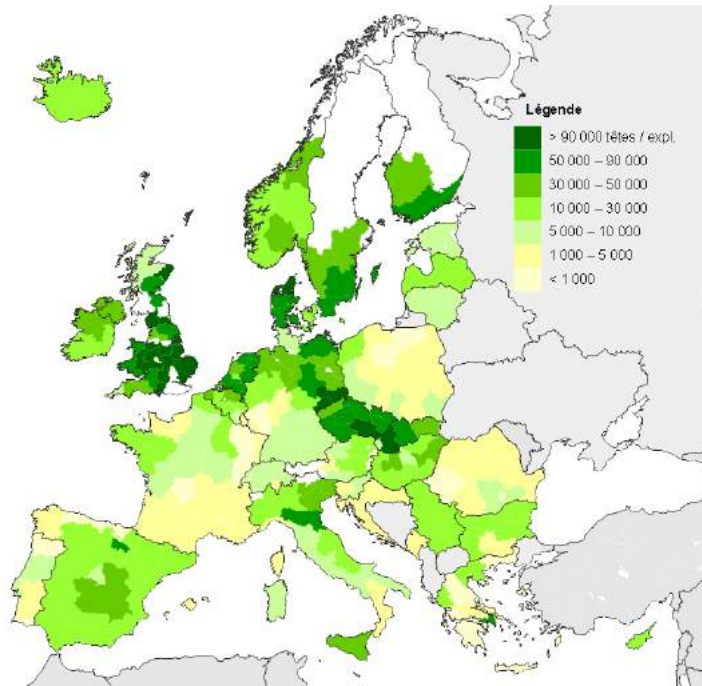 Légende
> 90 000 têtes / expl.
50 000 – 90 000
30 000 – 50 000
10 000 – 30 000
5 000 – 10 000
1 000 – 5 000
< 1 000